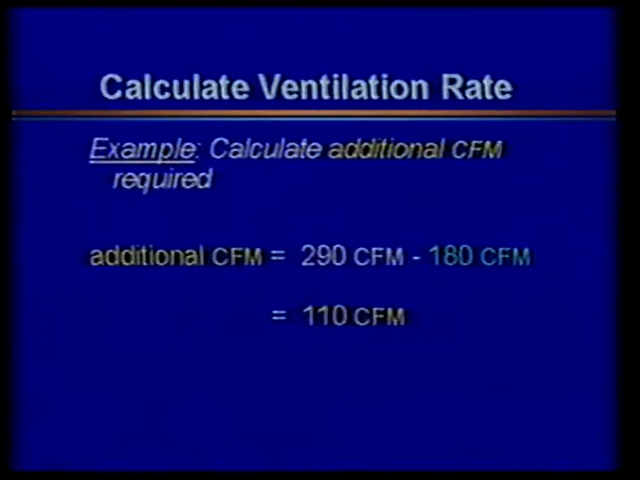 Calculate Ventilation Rate
Example: Calculate additional CFM
required
additional CFM = 290 CFM - 180 CFM
= 110 CFM